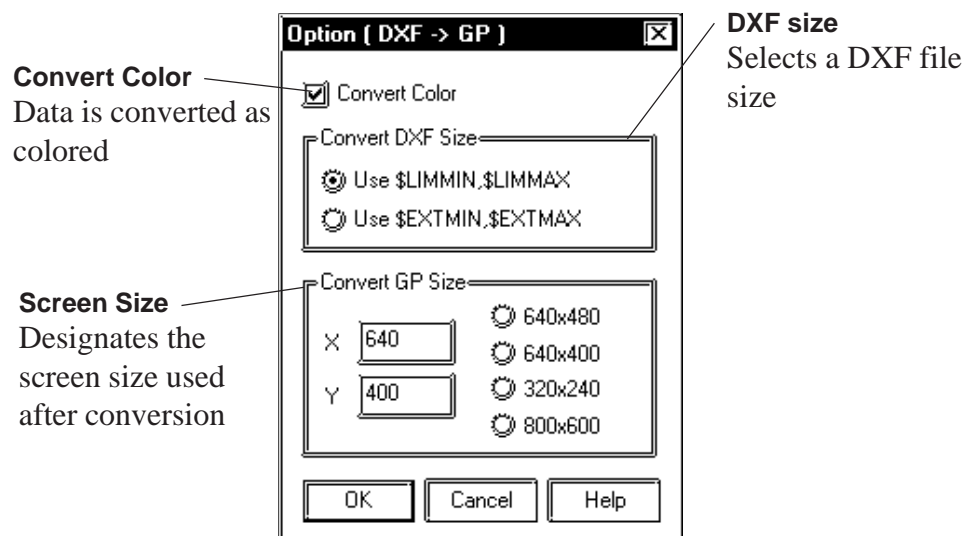 Option ( DXF -> GP )
Convert Color
Data is converted as
colored
DXF size
Selects a DXF file
size
Convert Color
Convert DXF Size
Use $LIMMIN,$LIMMAX
Use $EXTMIN,$EXTMAX
Screen Size
Designates the
screen size used
after conversion
Convert GP Size
X 640
Y 400
640x480
640x400
320x240
800x600
OK Cancel Help